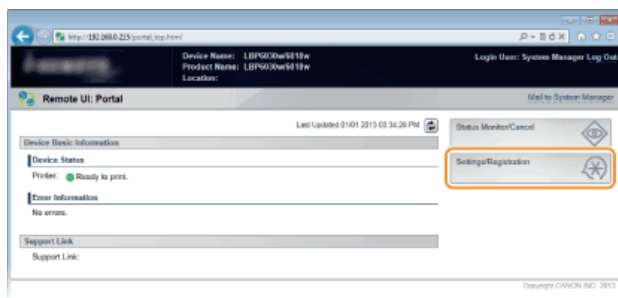 http://192.168.0.215/portal_top.html
Device Name: LBP6030w/6018w
Product Name: LBP6030w/6018w
Location:
Login User: System Manager Log Out
Remote UI: Portal
Mail to System Manager
Last Updated 01/01 2015 03:34:28 PM
Device Basic Information
Device Status
Printer: Ready to print.
Error Information
No errors.
Support Link
Support Link:
Status Monitor/Cancel
Settings/Registration
Copyright CANON INC. 2013